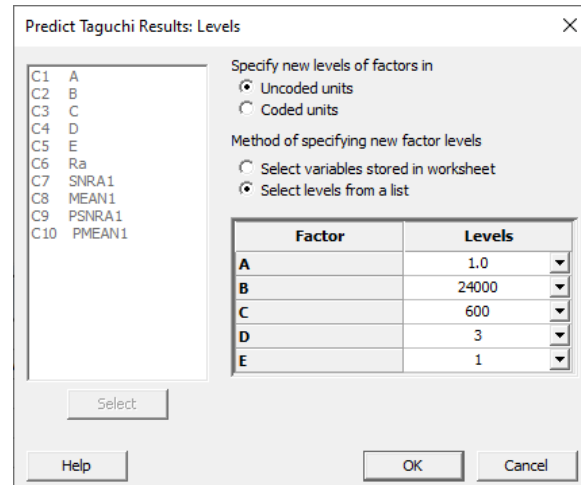 Predict Taguchi Results: Levels
C1 A
C2 B
C3 C
C4 D
C5 E
C6 Ra
C7 SNRA1
C8 MEAN1
C9 PSNRA1
C10 PMEAN1
Select
Specify new levels of factors in
Uncoded units
Coded units
Method of specifying new factor levels
Select variables stored in worksheet
Select levels from a list
Factor Levels
A 1.0
B 24000
C 600
D 3
E 1
Help OK Cancel